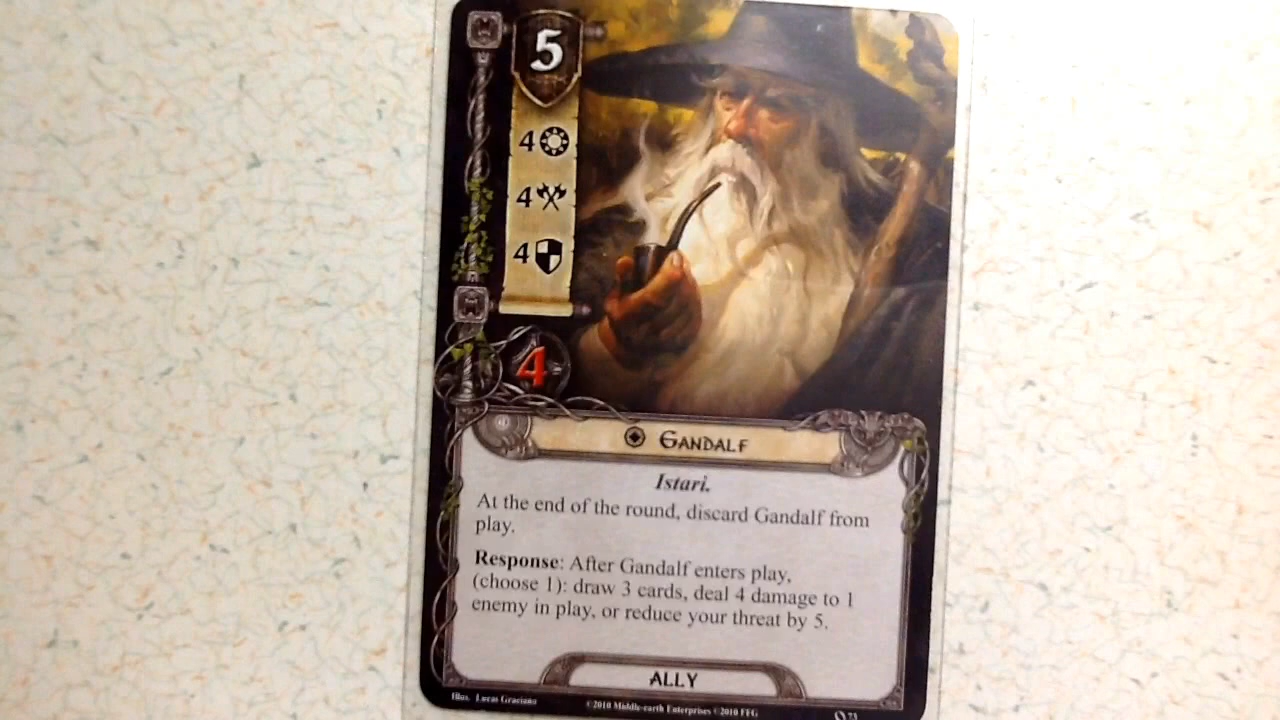 5
4
4
4
4
Gandalf
Istari.
At the end of the round, discard Gandalf from
play.
Response: After Gandalf enters play,
(choose 1): draw 3 cards, deal 4 damage to 1
enemy in play, or reduce your threat by 5.
ALLY
Illus. Lucas Graciano
©2010 Middle-earth Enterprises ©2010 FFG
73